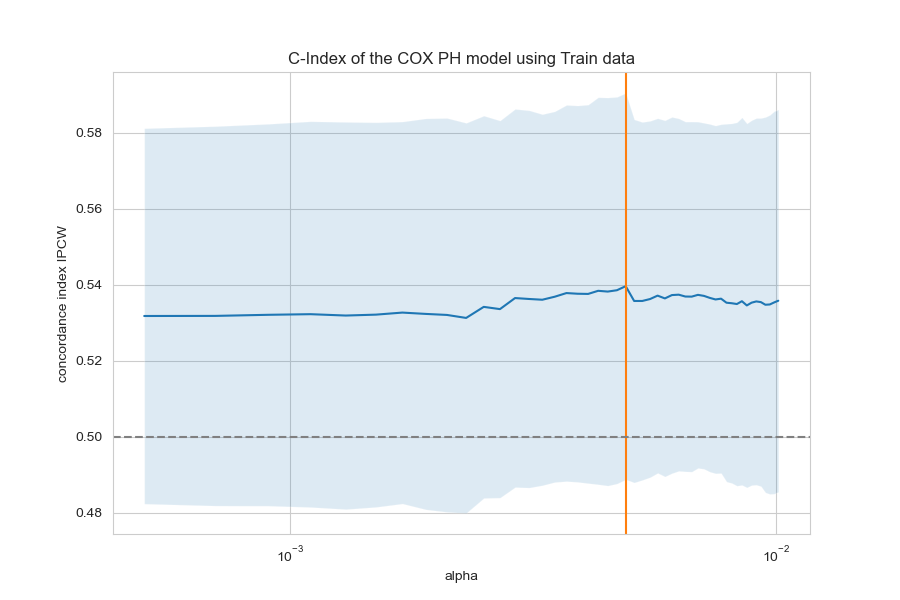 C-Index of the COX PH model using Train data
concordance index IPCW
0.58
0.56
0.54
0.52
0.50
0.48
10⁻³
10⁻²
alpha